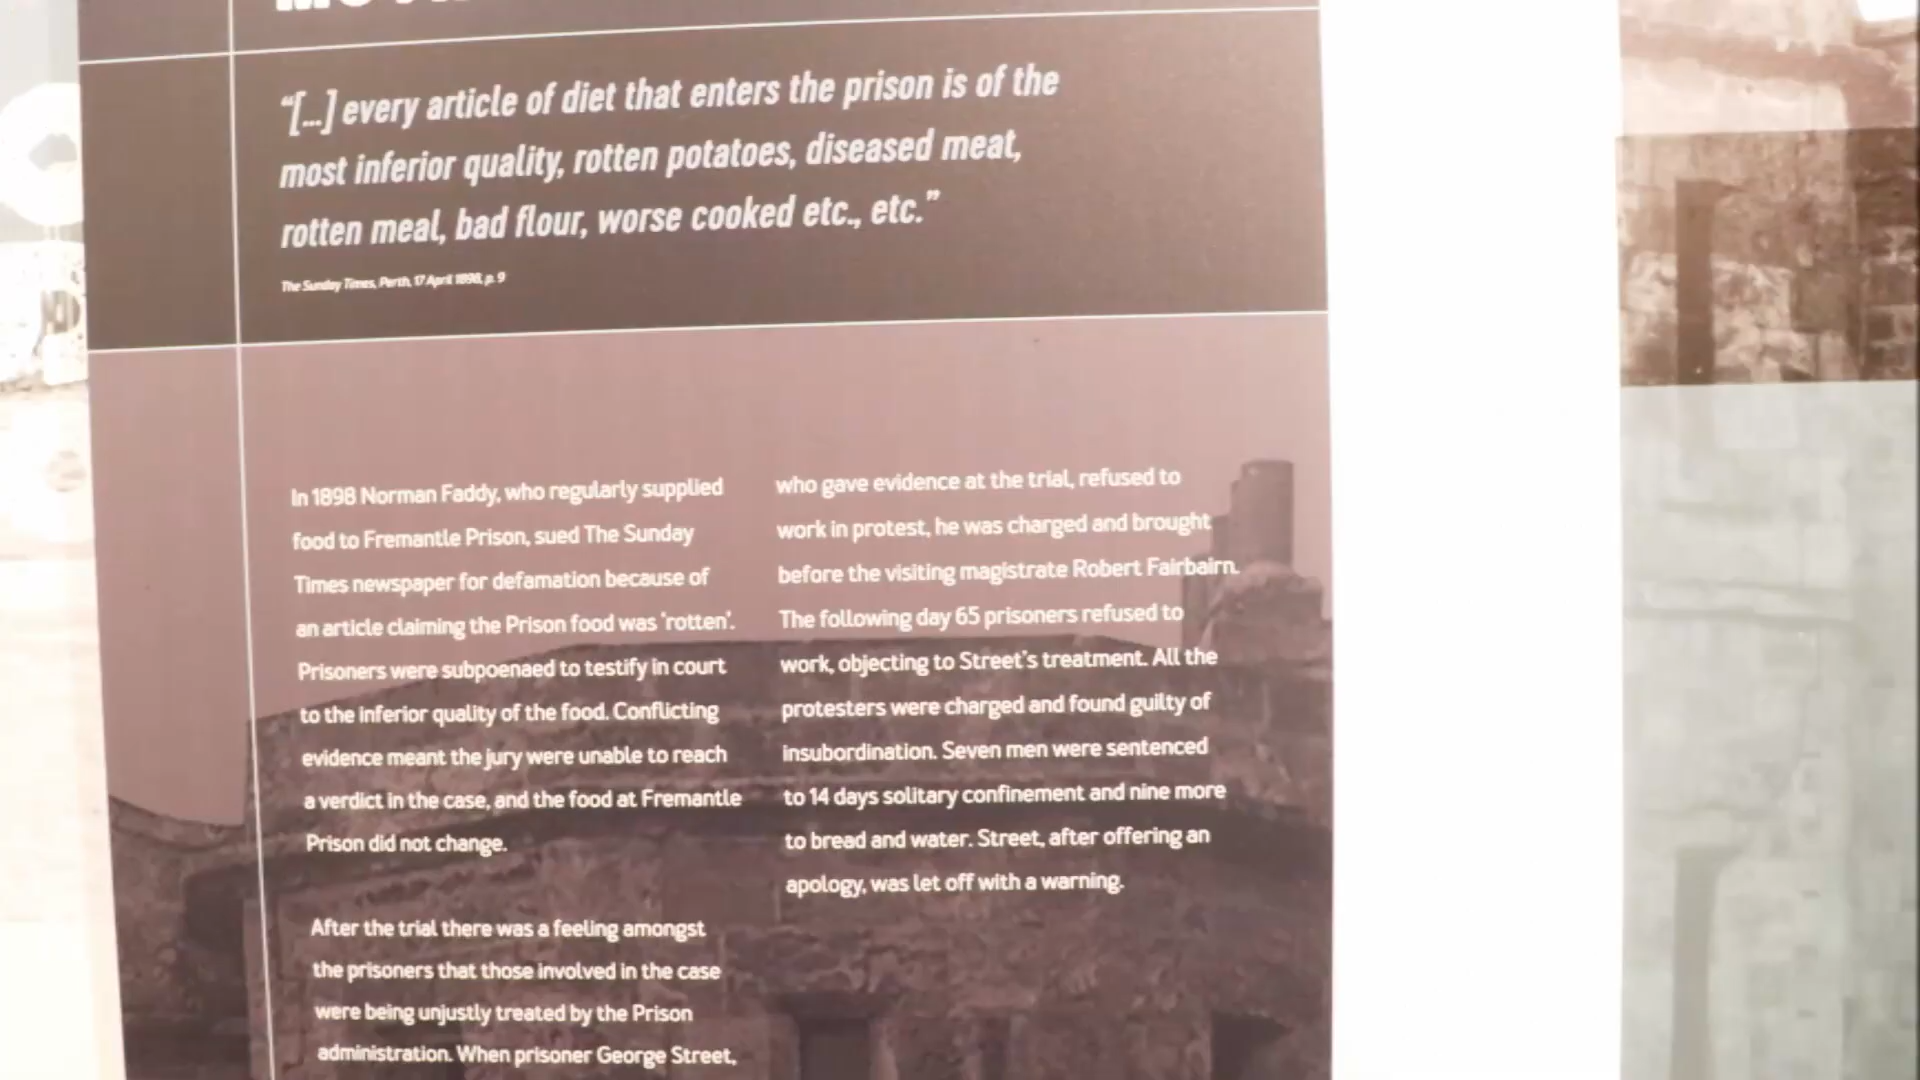 “[...] every article of diet that enters the prison is of the
most inferior quality, rotten potatoes, diseased meat,
rotten meal, bad flour, worse cooked etc., etc.”
The Sunday Times, Perth, 17 April 1898, p. 9
In 1898 Norman Faddy, who regularly supplied
food to Fremantle Prison, sued The Sunday
Times newspaper for defamation because of
an article claiming the Prison food was 'rotten'.
Prisoners were subpoenaed to testify in court
to the inferior quality of the food. Conflicting
evidence meant the jury were unable to reach
a verdict in the case, and the food at Fremantle
Prison did not change.
After the trial there was a feeling amongst
the prisoners that those involved in the case
were being unjustly treated by the Prison
administration. When prisoner George Street,
who gave evidence at the trial, refused to
work in protest, he was charged and brought
before the visiting magistrate Robert Fairbairn.
The following day 65 prisoners refused to
work, objecting to Street's treatment. All the
protesters were charged and found guilty of
insubordination. Seven men were sentenced
to 14 days solitary confinement and nine more
to bread and water. Street, after offering an
apology, was let off with a warning.